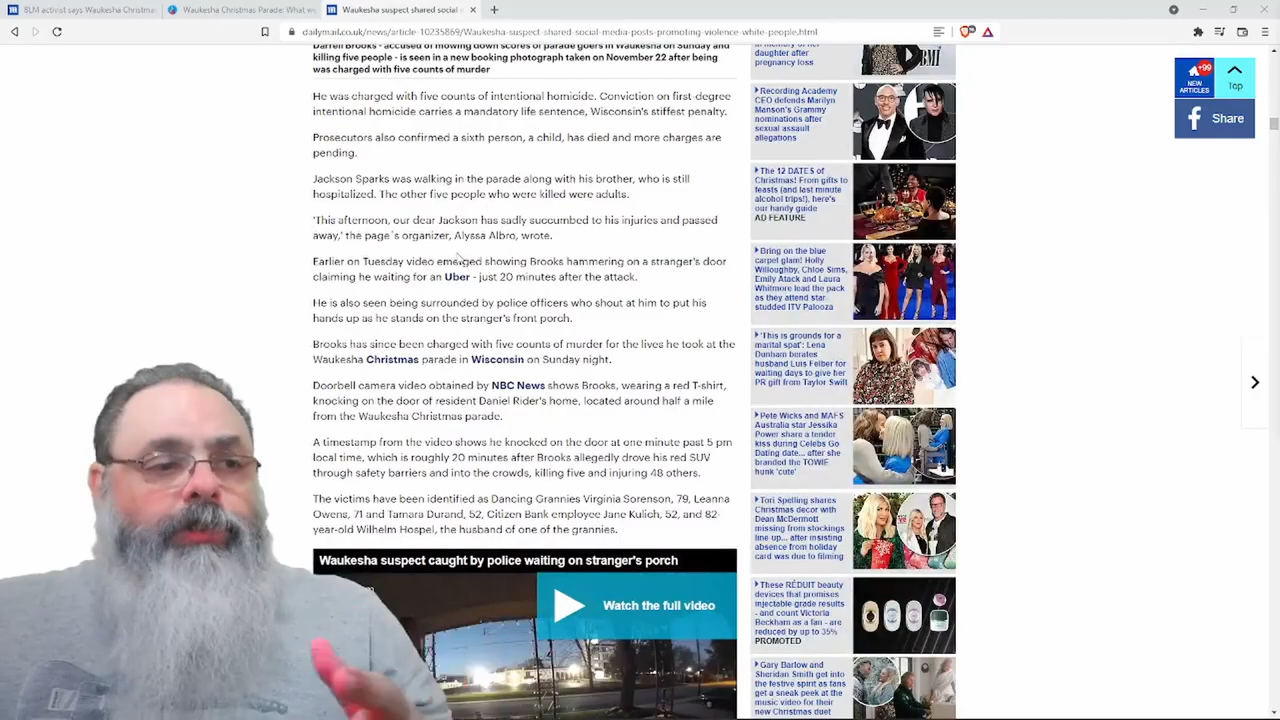 BLM activist says Waukesha Christmas
Waukesha Christmas Parade: What w
Waukesha suspect shared social
dailymail.co.uk/news/article-10235869/Waukesha-suspect-shared-social-media-posts-promoting-violence-white-people.html
Darrell Brooks - accused of mowing down scores of parade goers in Waukesha on Sunday and
killing five people - is seen in a new booking photograph taken on November 22 after being
was charged with five counts of murder
He was charged with five counts of intentional homicide. Conviction on first-degree
intentional homicide carries a mandatory life sentence, Wisconsin's stiffest penalty.
Prosecutors also confirmed a sixth person, a child, has died and more charges are
pending.
Jackson Sparks was walking in the parade along with his brother, who is still
hospitalized. The other five people who were killed were adults.
'This afternoon, our dear Jackson has sadly succumbed to his injuries and passed
away,' the page´s organizer, Alyssa Albro, wrote.
Earlier on Tuesday video emerged showing Brooks hammering on a stranger's door
claiming he waiting for an Uber - just 20 minutes after the attack.
He is also seen being surrounded by police officers who shout at him to put his
hands up as he stands on the stranger's front porch.
Brooks has since been charged with five counts of murder for the lives he took at the
Waukesha Christmas parade in Wisconsin on Sunday night.
Doorbell camera video obtained by NBC News shows Brooks, wearing a red T-shirt,
knocking on the door of resident Daniel Rider's home, located around half a mile
from the Waukesha Christmas parade.
A timestamp from the video shows he knocked on the door at one minute past 5 pm
local time, which is roughly 20 minutes after Brooks allegedly drove his red SUV
through safety barriers and into the crowds, killing five and injuring 48 others.
The victims have been identified as Dancing Grannies Virginia Sorenson, 79, Leanna
Owens, 71 and Tamara Durand, 52, Citizen Bank employee Jane Kulich, 52, and 82-
year-old Wilhelm Hospel, the husband of one of the grannies.
Waukesha suspect caught by police waiting on stranger's porch
Watch the full video
daughter after
pregnancy loss
BMI
Recording Academy
CEO defends Marilyn
Manson's Grammy
nominations after
sexual assault
allegations
The 12 DATES of
Christmas! From gifts to
feasts (and last minute
alcohol trips!), here's
our handy guide
AD FEATURE
Bring on the blue
carpet glam! Holly
Willoughby, Chloe Sims,
Emily Atack and Laura
Whitmore lead the pack
as they attend star-
studded ITV Palooza
'This is grounds for a
marital spat': Lena
Dunham berates
husband Luis Felber for
waiting days to give her
PR gift from Taylor Swift
Pete Wicks and MAFS
Australia star Jessika
Power share a tender
kiss during Celebs Go
Dating date... after she
branded the TOWIE
hunk 'cute'
Tori Spelling shares
Christmas decor with
Dean McDermott
missing from stockings
line up... after insisting
absence from holiday
card was due to filming
These RÉDUIT beauty
devices that promises
injectable grade results
- and count Victoria
Beckham as a fan - are
reduced by up to 35%
PROMOTED
Gary Barlow and
Sheridan Smith get into
the festive spirit as fans
get a sneak peek at the
music video for their
new Christmas duet
+99
NEW
ARTICLES
Top
Share